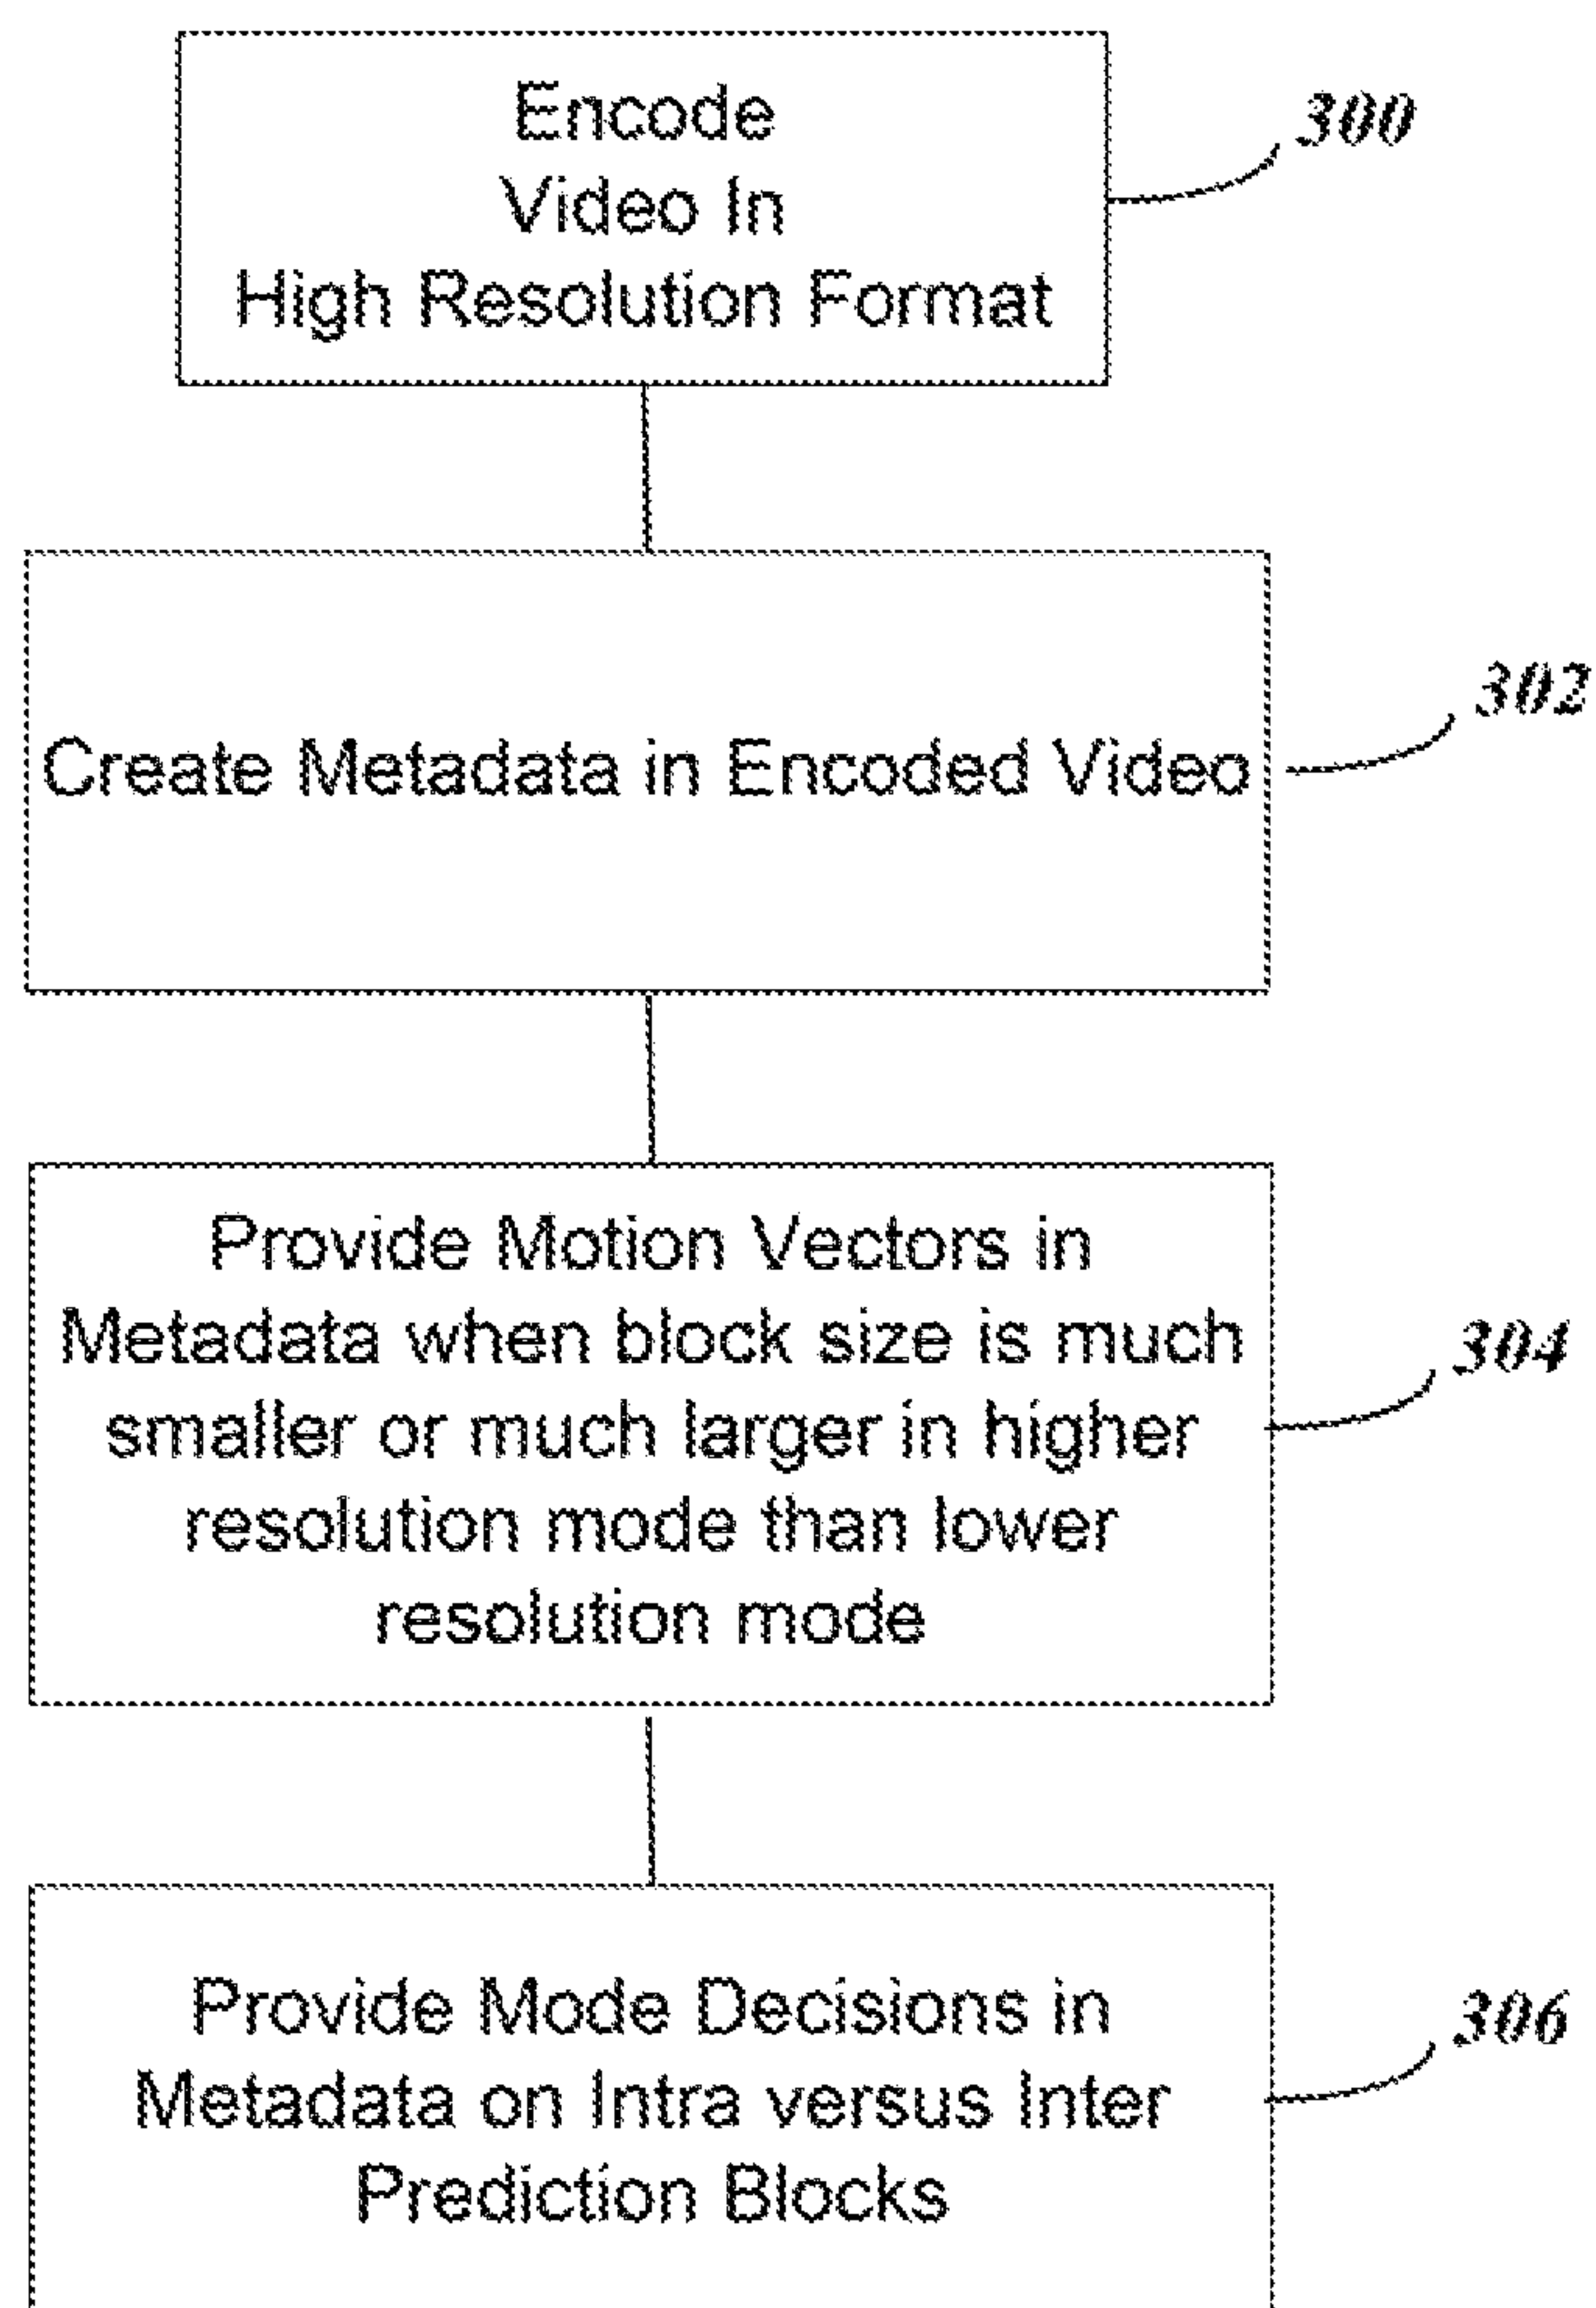 Encode
Video In
High Resolution Format
300
Create Metadata in Encoded Video
302
Provide Motion Vectors in
Metadata when block size is much
smaller or much larger in higher
resolution mode than lower
resolution mode
304
Provide Mode Decisions in
Metadata on Intra versus Inter
Prediction Blocks
306